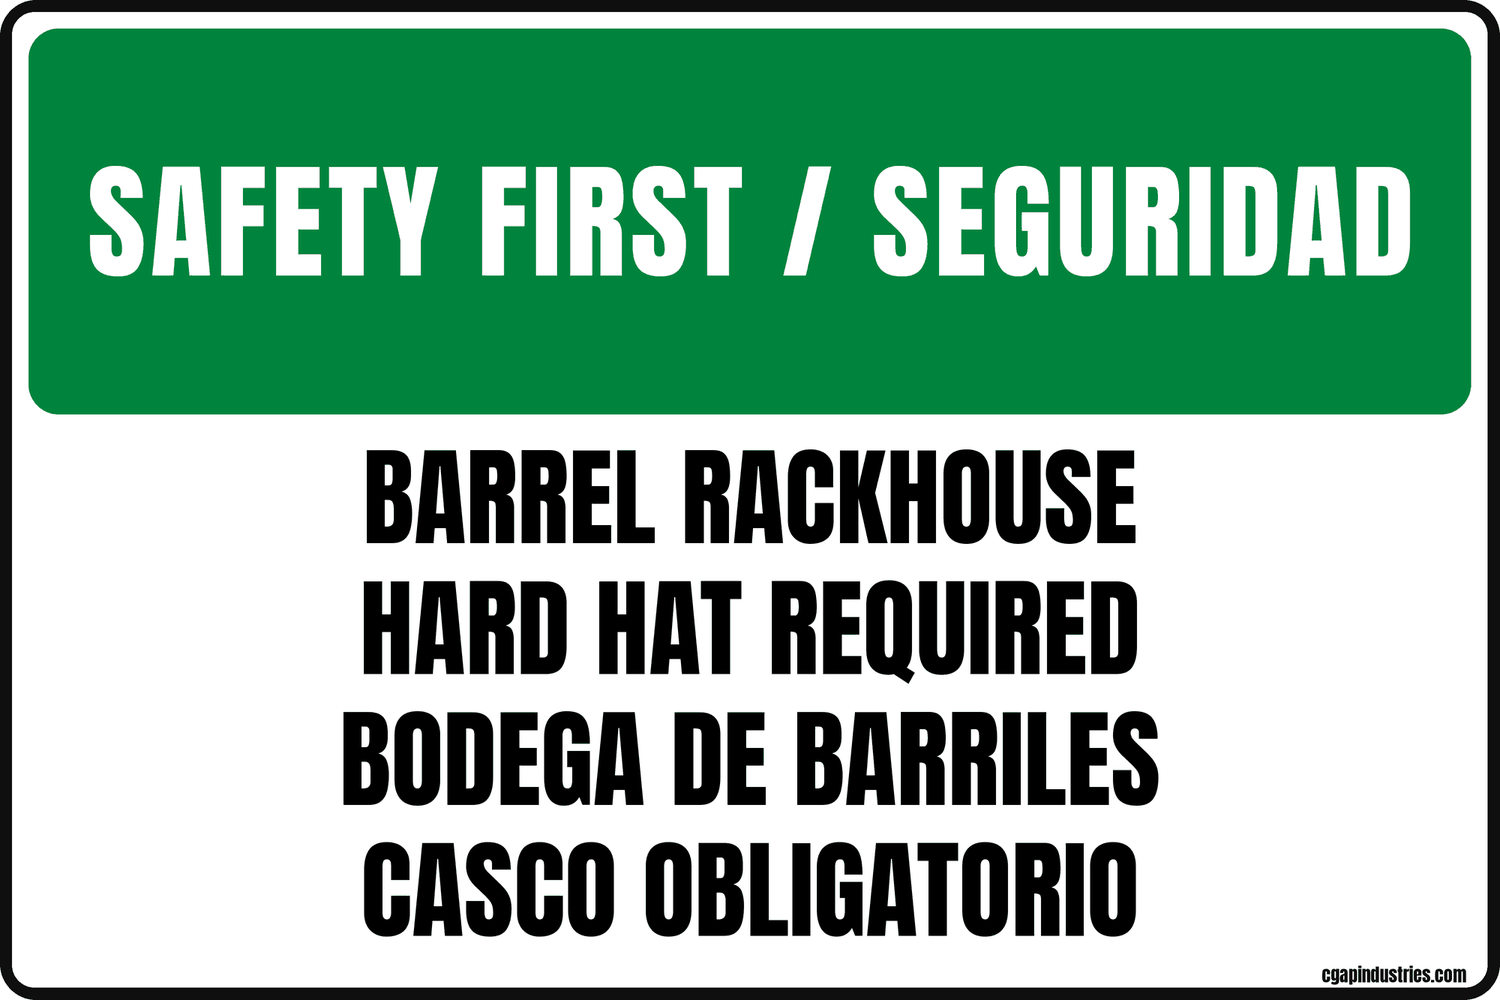 SAFETY FIRST / SEGURIDAD
BARREL RACKHOUSE
HARD HAT REQUIRED
BODEGA DE BARRILES
CASCO OBLIGATORIO
cgapindustries.com